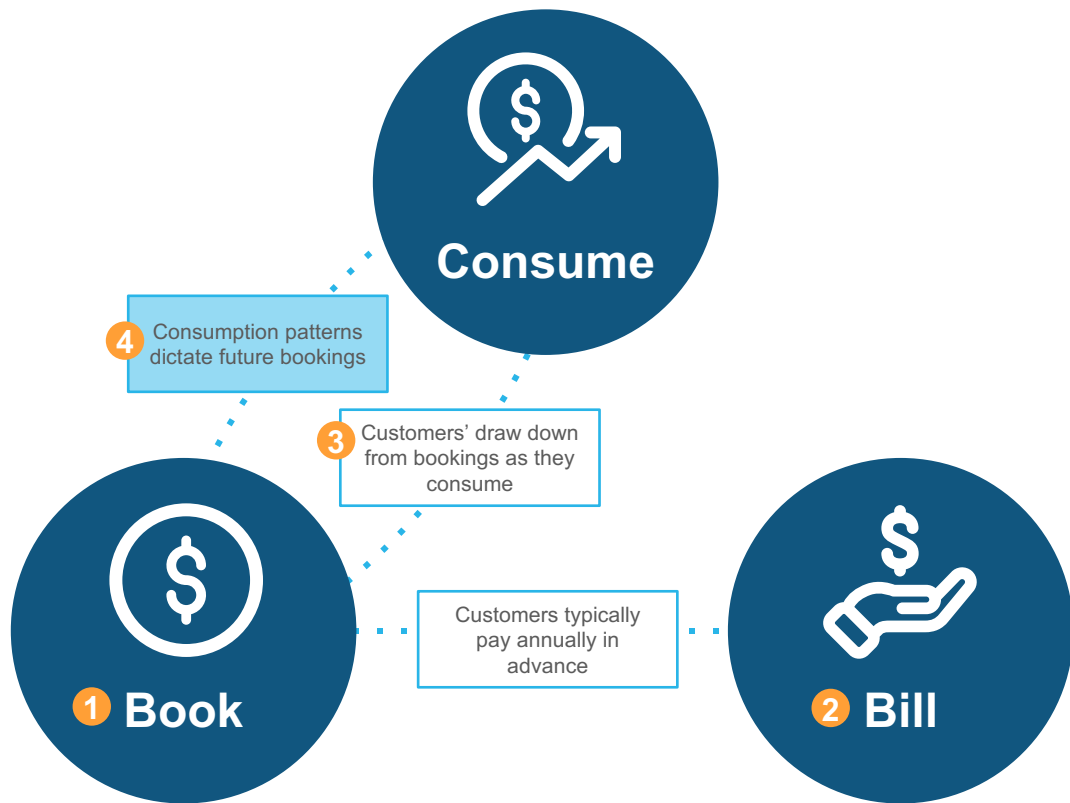 $
Consume
4
Consumption patterns
dictate future bookings
3
Customers’ draw down
from bookings as they
consume
$
1 Book
Customers typically
pay annually in
advance
$
2 Bill